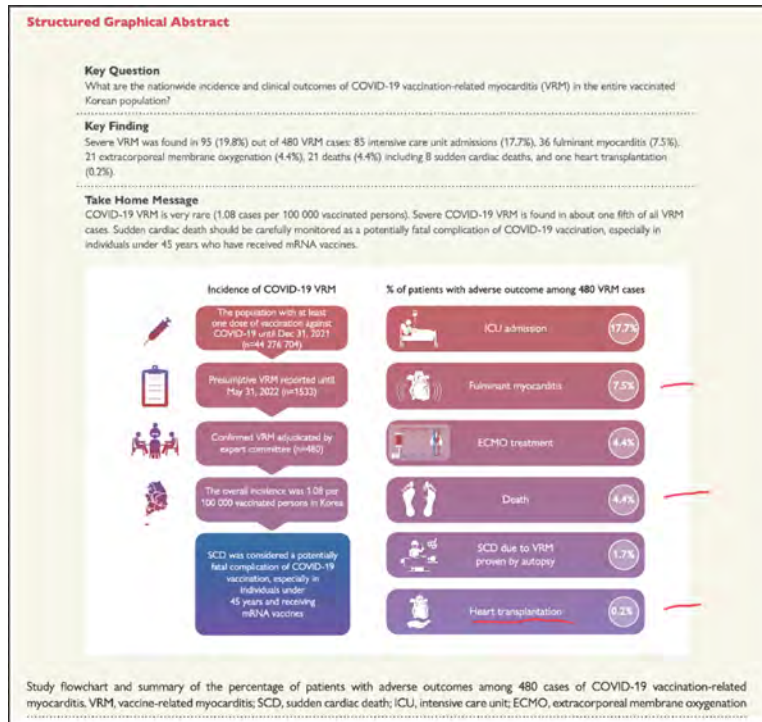 Structured Graphical Abstract
Key Question
What are the nationwide incidence and clinical outcomes of COVID-19 vaccination-related myocarditis (VRM) in the entire vaccinated
Korean population?
Key Finding
Severe VRM was found in 95 (19.8%) out of 480 VRM cases: 85 intensive care unit admissions (17.7%), 36 fulminant myocarditis (7.5%),
21 extracorporeal membrane oxygenation (4.4%), 21 deaths (4.4%) including 8 sudden cardiac deaths, and one heart transplantation
(0.2%).
Take Home Message
COVID-19 VRM is very rare (1.08 cases per 100 000 vaccinated persons). Severe COVID-19 VRM is found in about one fifth of all VRM
cases. Sudden cardiac death should be carefully monitored as a potentially fatal complication of COVID-19 vaccination, especially in
individuals under 45 years who have received mRNA vaccines.
Incidence of COVID-19 VRM
The population with at least
one dose of vaccination against
COVID-19 until Dec 31, 2021
(n=44 276 704)
Presumptive VRM reported until
May 31, 2022 (n=1533)
Confirmed VRM adjudicated by
expert committee (n=480)
The overall incidence was 1.08 per
100 000 vaccinated persons in Korea
SCD was considered a potentially
fatal complication of COVID-19
vaccination, especially in
individuals under
45 years and receiving
mRNA vaccines
% of patients with adverse outcome among 480 VRM cases
ICU admission 17.7%
Fulminant myocarditis 7.5%
ECMO treatment 4.4%
Death 4.4%
SCD due to VRM
proven by autopsy 1.7%
Heart transplantation 0.2%
Study flowchart and summary of the percentage of patients with adverse outcomes among 480 cases of COVID-19 vaccination-related
myocarditis. VRM, vaccine-related myocarditis; SCD, sudden cardiac death; ICU, intensive care unit; ECMO, extracorporeal membrane oxygenation